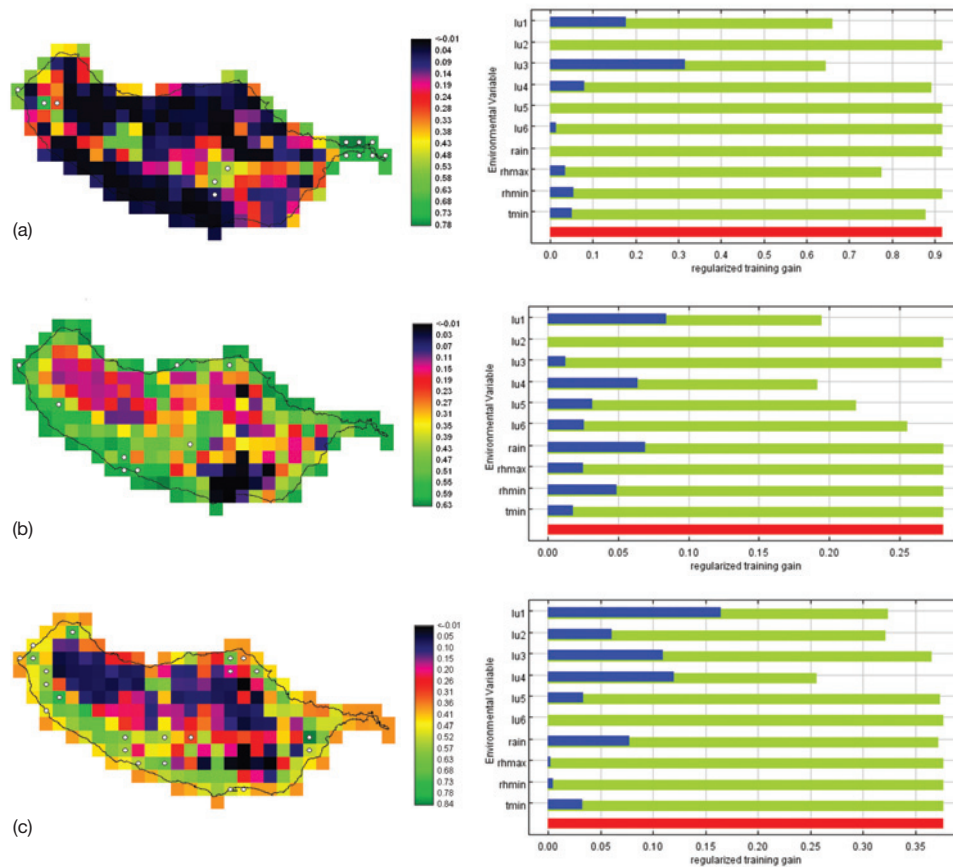 <-0.01
0.04
0.09
0.14
0.19
0.24
0.28
0.33
0.38
0.43
0.48
0.53
0.58
0.63
0.68
0.73
0.78
(a)
Environmental Variable
lu1
lu2
lu3
lu4
lu5
lu6
rain
rhmax
rhmin
tmin
0.0 0.1 0.2 0.3 0.4 0.5 0.6 0.7 0.8 0.9
regularized training gain
<-0.01
0.03
0.07
0.11
0.15
0.19
0.23
0.27
0.31
0.35
0.39
0.43
0.47
0.51
0.55
0.59
0.63
(b)
Environmental Variable
lu1
lu2
lu3
lu4
lu5
lu6
rain
rhmax
rhmin
tmin
0.00 0.05 0.10 0.15 0.20 0.25
regularized training gain
<-0.01
0.05
0.10
0.15
0.20
0.26
0.31
0.36
0.41
0.47
0.52
0.57
0.63
0.68
0.73
0.78
0.84
(c)
Environmental Variable
lu1
lu2
lu3
lu4
lu5
lu6
rain
rhmax
rhmin
tmin
0.00 0.05 0.10 0.15 0.20 0.25 0.30 0.35
regularized training gain